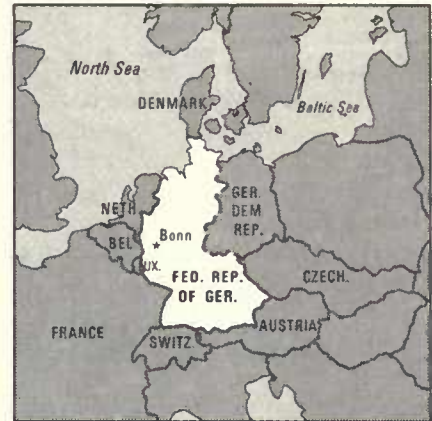 North Sea
DENMARK
Baltic Sea
NETH.
GER.
DEM.
REP.
Bonn
BEL.
LUX.
FED. REP.
OF GER.
CZECH.
FRANCE
SWITZ.
AUSTRIA